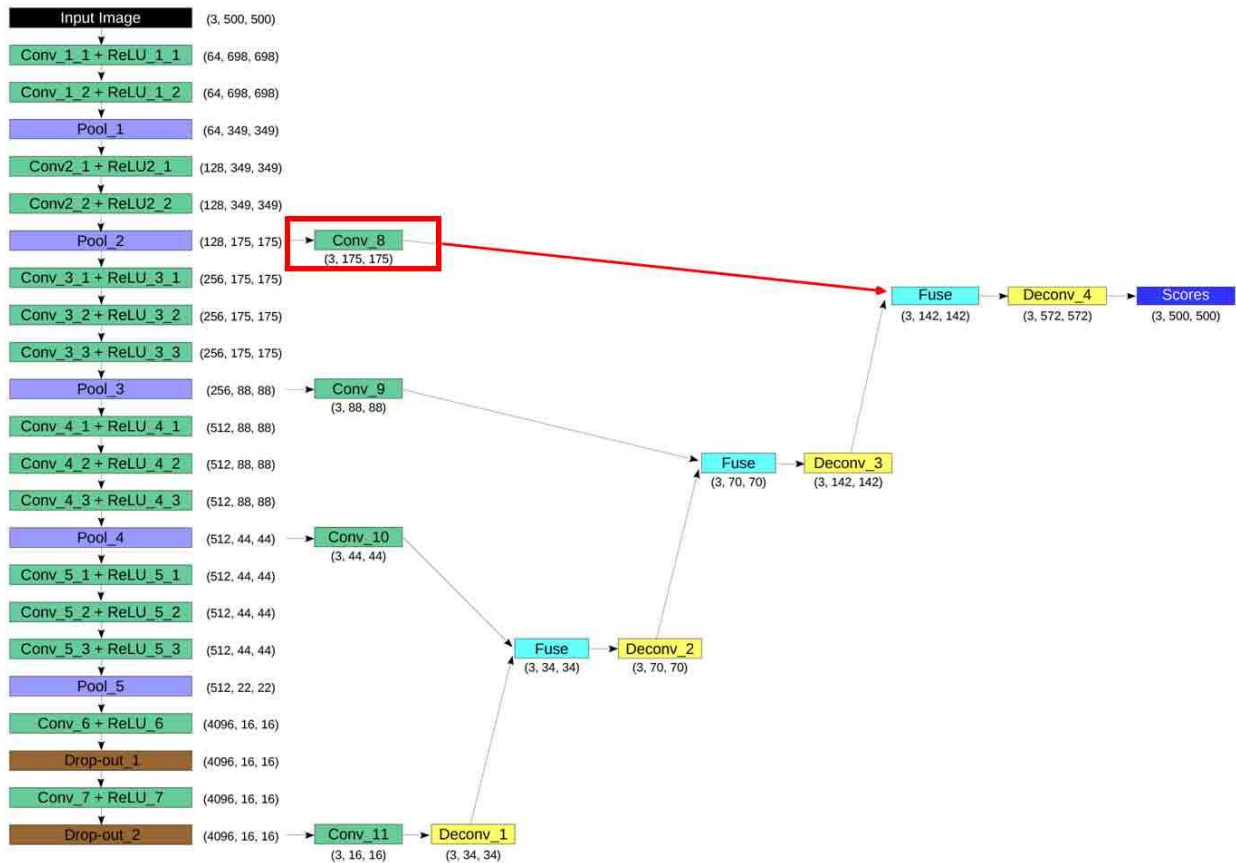 Input Image (3, 500, 500)
Conv_1_1 + ReLU_1_1 (64, 698, 698)
Conv_1_2 + ReLU_1_2 (64, 698, 698)
Pool_1 (64, 349, 349)
Conv2_1 + ReLU2_1 (128, 349, 349)
Conv2_2 + ReLU2_2 (128, 349, 349)
Pool_2 (128, 175, 175) Conv_8
(3, 175, 175)
Conv_3_1 + ReLU_3_1 (256, 175, 175)
Fuse Deconv_4 Scores
(3, 142, 142) (3, 572, 572) (3, 500, 500)
Conv_3_2 + ReLU_3_2 (256, 175, 175)
Conv_3_3 + ReLU_3_3 (256, 175, 175)
Pool_3 (256, 88, 88) Conv_9
(3, 88, 88)
Conv_4_1 + ReLU_4_1 (512, 88, 88)
Conv_4_2 + ReLU_4_2 (512, 88, 88) Fuse Deconv_3
(3, 70, 70) (3, 142, 142)
Conv_4_3 + ReLU_4_3 (512, 88, 88)
Pool_4 (512, 44, 44) Conv_10
(3, 44, 44)
Conv_5_1 + ReLU_5_1 (512, 44, 44)
Conv_5_2 + ReLU_5_2 (512, 44, 44)
Conv_5_3 + ReLU_5_3 (512, 44, 44) Fuse Deconv_2
(3, 34, 34) (3, 70, 70)
Pool_5 (512, 22, 22)
Conv_6 + ReLU_6 (4096, 16, 16)
Drop-out_1 (4096, 16, 16)
Conv_7 + ReLU_7 (4096, 16, 16)
Drop-out_2 (4096, 16, 16) Conv_11 Deconv_1
(3, 16, 16) (3, 34, 34)